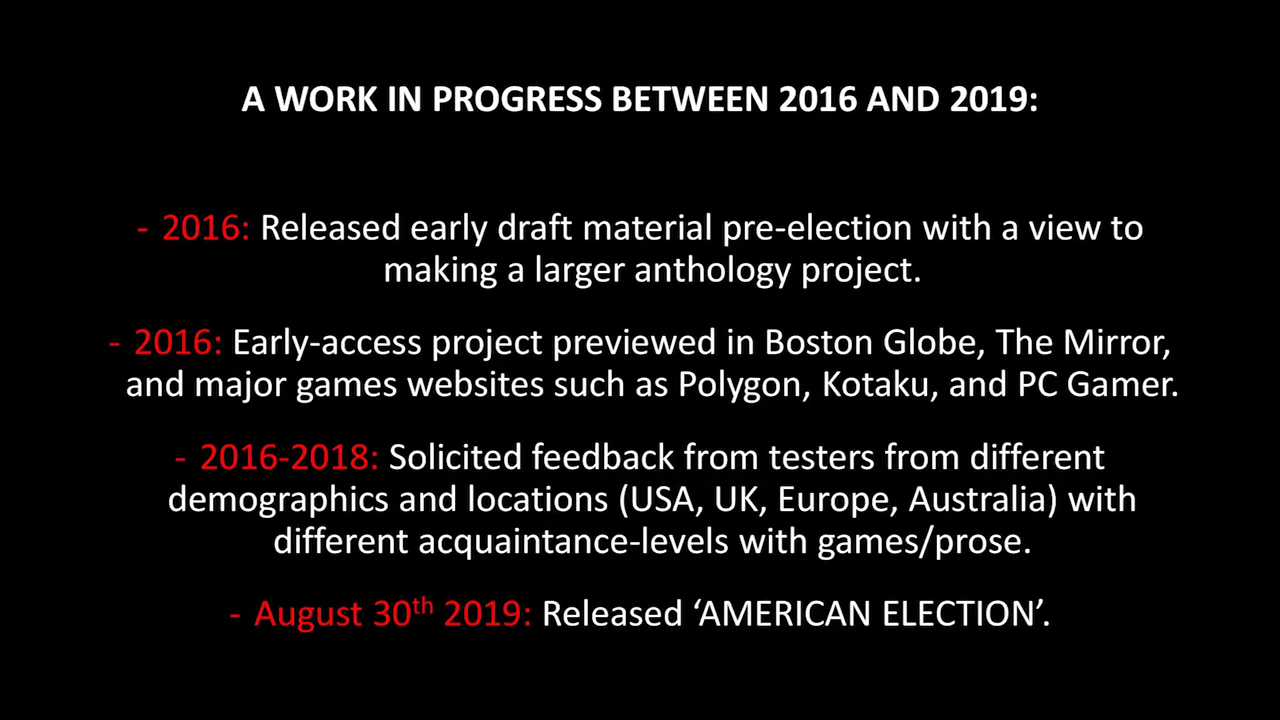 A WORK IN PROGRESS BETWEEN 2016 AND 2019:
- 2016: Released early draft material pre-election with a view to
making a larger anthology project.
- 2016: Early-access project previewed in Boston Globe, The Mirror,
and major games websites such as Polygon, Kotaku, and PC Gamer.
- 2016-2018: Solicited feedback from testers from different
demographics and locations (USA, UK, Europe, Australia) with
different acquaintance-levels with games/prose.
- August 30th 2019: Released ‘AMERICAN ELECTION’.